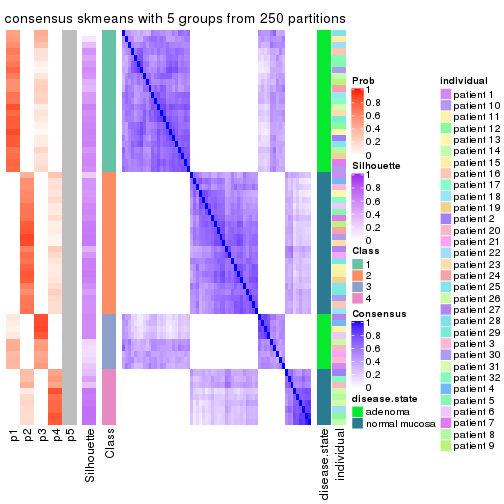 consensus skmeans with 5 groups from 250 partitions
p1
p2
p3
p4
p5
Silhouette
Class
disease.state
individual
Prob
1
0.8
0.6
0.4
0.2
0
Silhouette
1
0.8
0.6
0.4
0.2
0
Class
1
2
3
4
Consensus
1
0.8
0.6
0.4
0.2
0
disease.state
adenoma
normal mucosa
individual
patient 1
patient 10
patient 11
patient 12
patient 13
patient 14
patient 15
patient 16
patient 17
patient 18
patient 19
patient 2
patient 20
patient 21
patient 22
patient 23
patient 24
patient 25
patient 26
patient 27
patient 28
patient 29
patient 3
patient 30
patient 31
patient 32
patient 4
patient 5
patient 6
patient 7
patient 8
patient 9